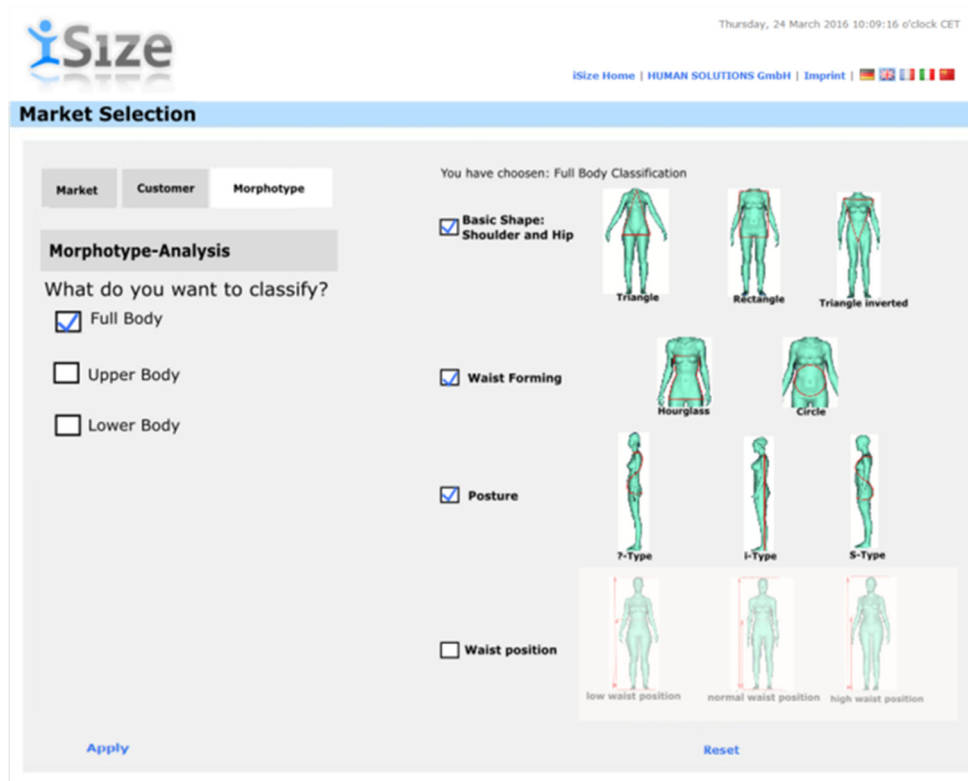 iSize
Thursday, 24 March 2016 10:09:16 o'clock CET
iSize Home | HUMAN SOLUTIONS GmbH | Imprint |
Market Selection
Market
Customer
Morphotype
Morphotype-Analysis
What do you want to classify?
Full Body
Upper Body
Lower Body
You have choosen: Full Body Classification
Basic Shape:
Shoulder and Hip
Triangle
Rectangle
Triangle inverted
Waist Forming
Hourglass
Circle
Posture
?-Type
i-Type
S-Type
Waist position
low waist position
normal waist position
high waist position
Apply
Reset